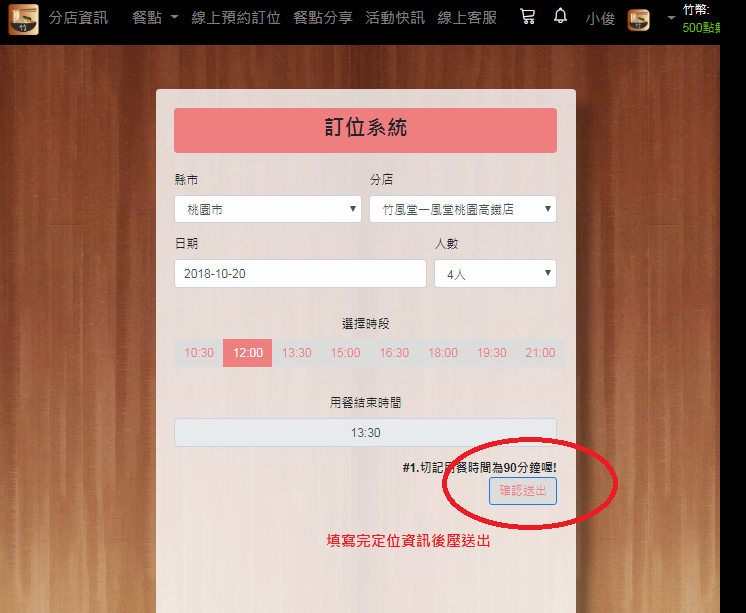 分店資訊 餐點 線上預約訂位 餐點分享 活動快訊 線上客服 小俊 竹幣:
500點數
訂位系統
縣市 分店
桃園市 竹風堂一風堂桃園高鐵店
日期 人數
2018-10-20 4人
選擇時段
10:30 12:00 13:30 15:00 16:30 18:00 19:30 21:00
用餐結束時間
13:30
#1.切記用餐時間為90分鐘喔!
確認送出
填寫完定位資訊後壓送出